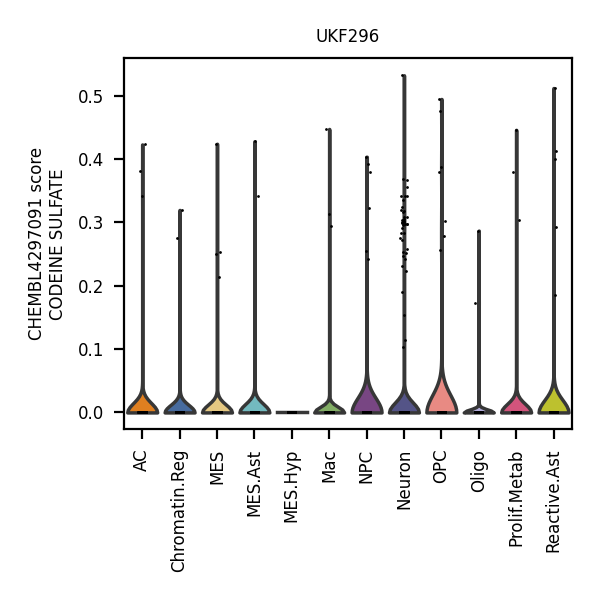 UKF296
CHEMBL4297091 score
CODEINE SULFATE
0.5
0.4
0.3
0.2
0.1
0.0
AC
Chromatin.Reg
MES
MES.Ast
MES.Hyp
Mac
NPC
Neuron
OPC
Oligo
Prolif.Metab
Reactive.Ast